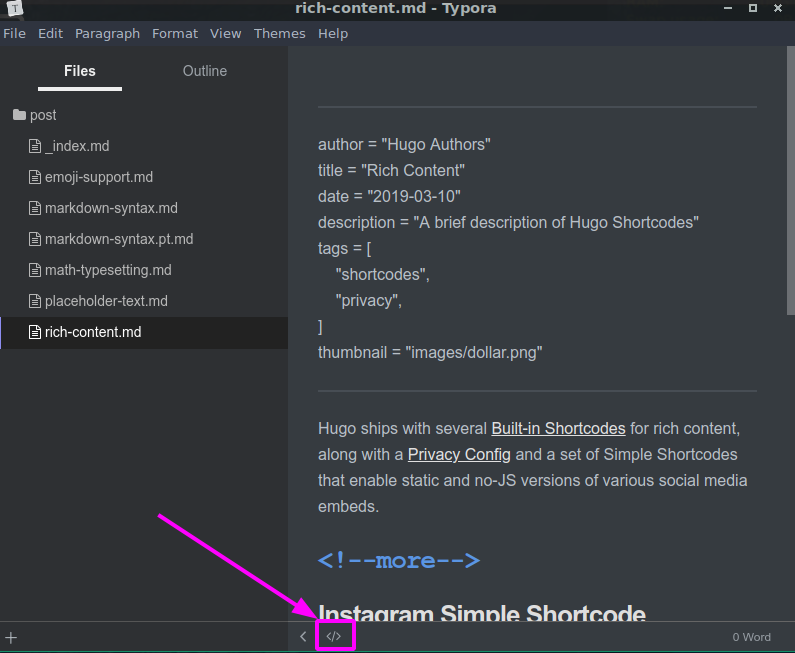 T
rich-content.md - Typora
File Edit Paragraph Format View Themes Help
Files Outline
post
_index.md
emoji-support.md
markdown-syntax.md
markdown-syntax.pt.md
math-typesetting.md
placeholder-text.md
rich-content.md
author = "Hugo Authors"
title = "Rich Content"
date = "2019-03-10"
description = "A brief description of Hugo Shortcodes"
tags = [
"shortcodes",
"privacy",
]
thumbnail = "images/dollar.png"
Hugo ships with several Built-in Shortcodes for rich content,
along with a Privacy Config and a set of Simple Shortcodes
that enable static and no-JS versions of various social media
embeds.
<!--more-->
Instagram Simple Shortcode
+ < </> 0 Word